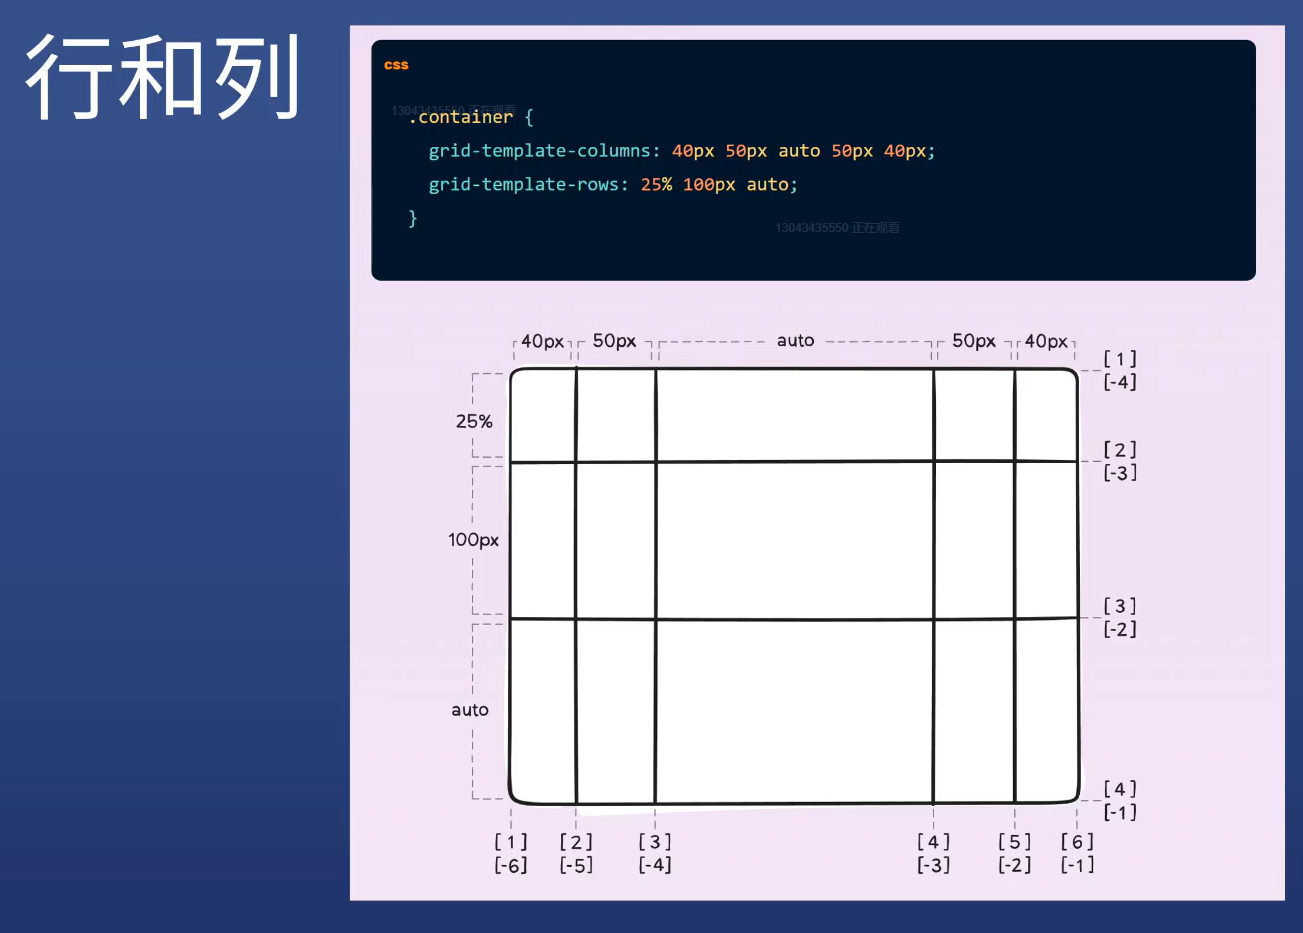 行和列
css
13043435550 正在观看
.container {
grid-template-columns: 40px 50px auto 50px 40px;
grid-template-rows: 25% 100px auto;
}
13043435550 正在观看
40px 50px auto 50px 40px
[1]
[-4]
25%
[2]
[-3]
100px
[3]
[-2]
auto
[4]
[-1]
[1] [2] [3] [4] [5] [6]
[-6] [-5] [-4] [-3] [-2] [-1]